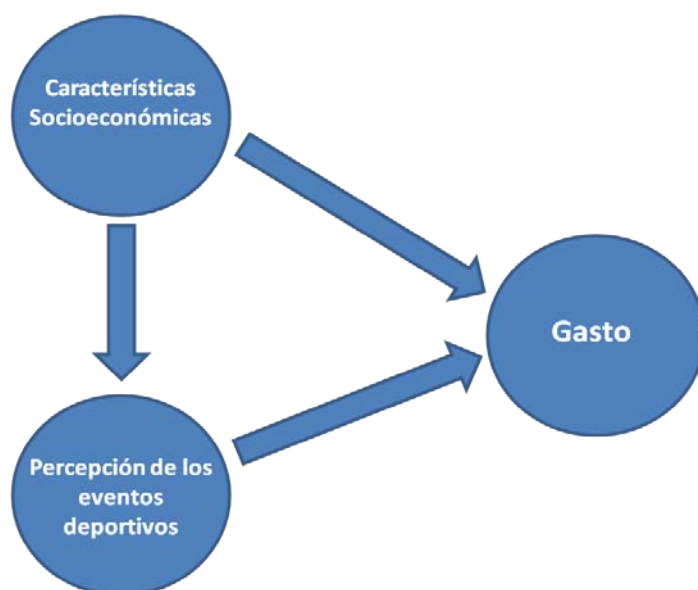 Características
Socioeconómicas
Gasto
Percepción de los
eventos
deportivos